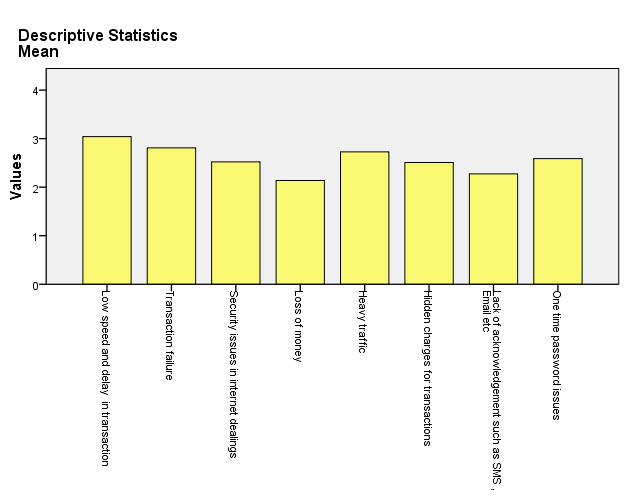 Descriptive Statistics
Mean
Values
4
3
2
1
0
Low speed and delay in transaction
Transaction failure
Security issues in internet dealings
Loss of money
Heavy traffic
Hidden charges for transactions
Lack of acknowledgement such as SMS ,
Email etc
One time password issues